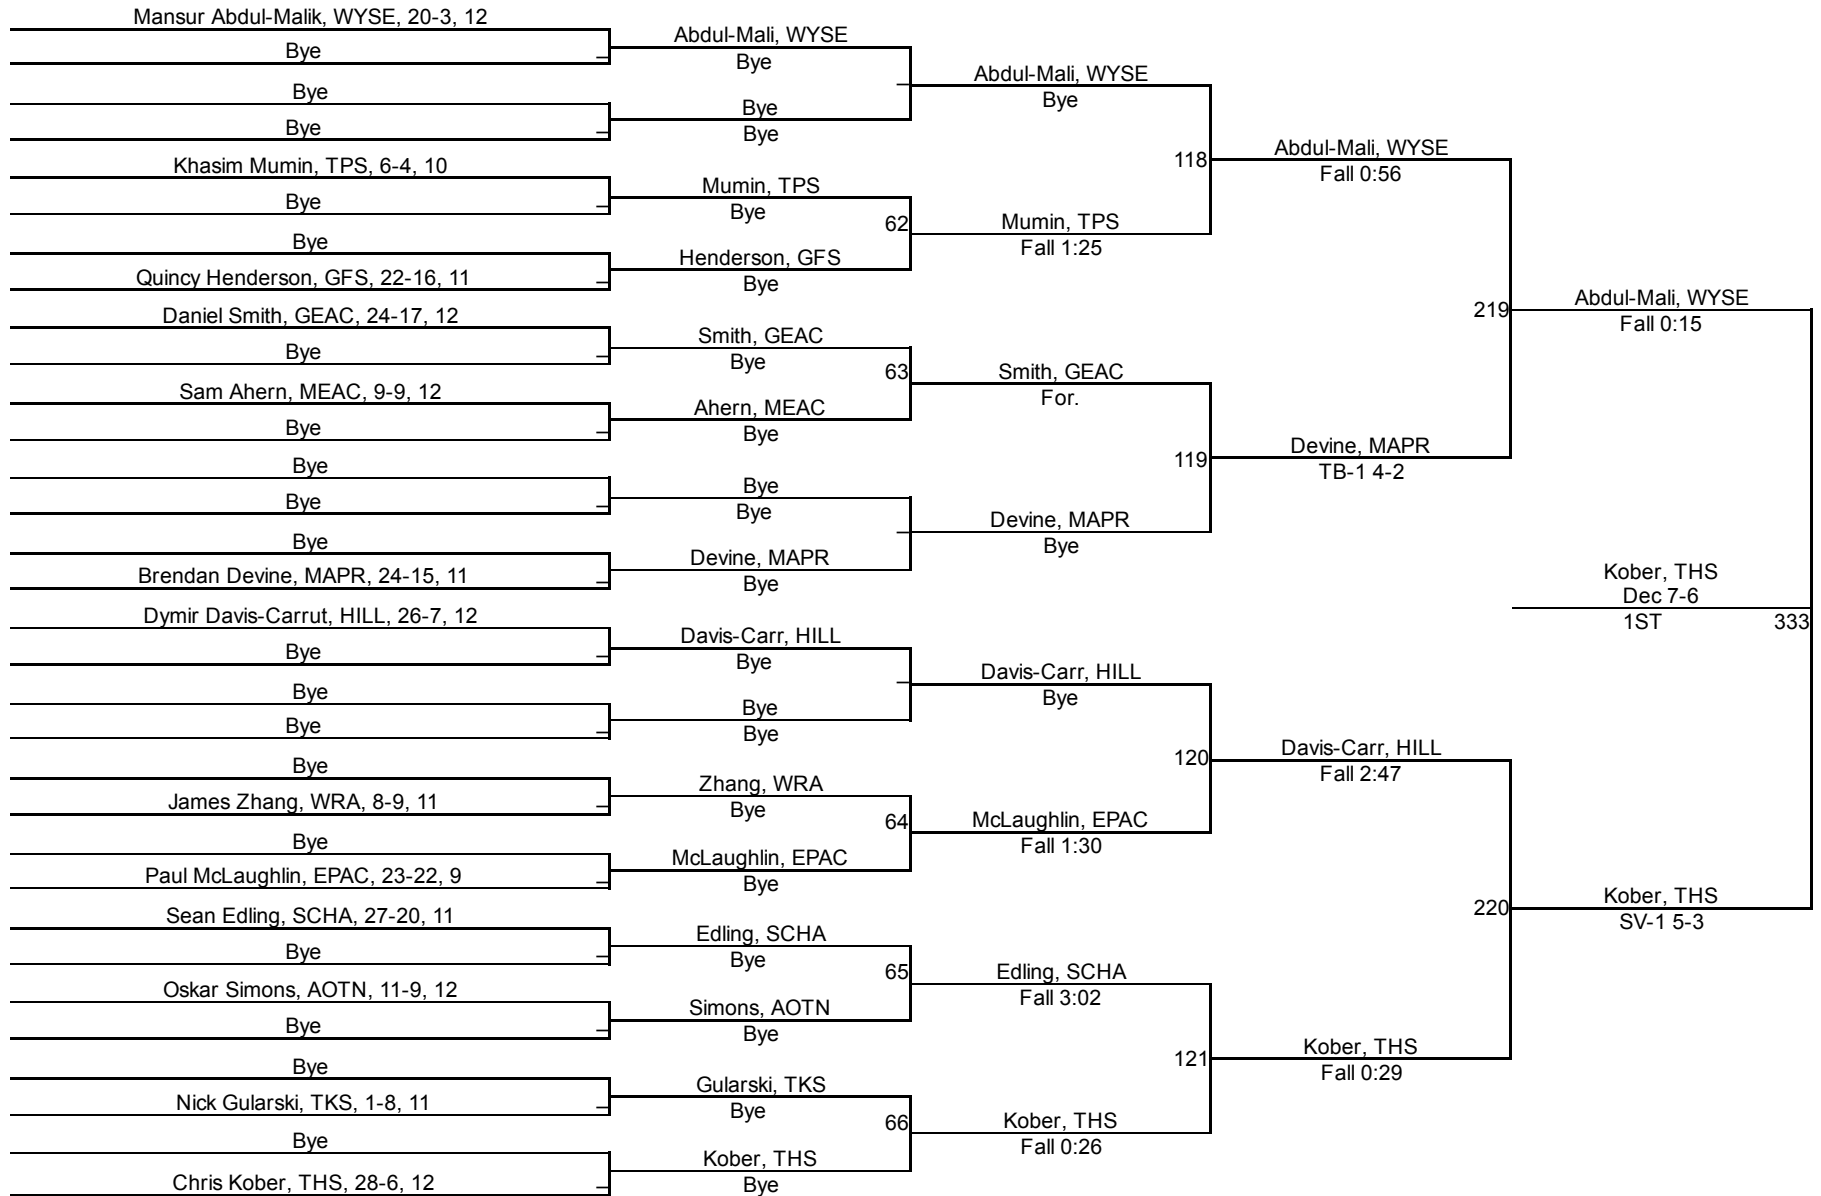 Mansur Abdul-Malik, WYSE, 20-3, 12
Bye
Bye
Bye
Khasim Mumin, TPS, 6-4, 10
Bye
Bye
Quincy Henderson, GFS, 22-16, 11
Daniel Smith, GEAC, 24-17, 12
Bye
Sam Ahern, MEAC, 9-9, 12
Bye
Bye
Bye
Bye
Brendan Devine, MAPR, 24-15, 11
Dymir Davis-Carrut, HILL, 26-7, 12
Bye
Bye
Bye
Bye
James Zhang, WRA, 8-9, 11
Bye
Paul McLaughlin, EPAC, 23-22, 9
Sean Edling, SCHA, 27-20, 11
Bye
Oskar Simons, AOTN, 11-9, 12
Bye
Bye
Nick Gularski, TKS, 1-8, 11
Bye
Chris Kober, THS, 28-6, 12
Abdul-Mali, WYSE
Bye
Bye
Bye
Mumin, TPS
Bye
62
Henderson, GFS
Bye
Smith, GEAC
Bye
63
Ahern, MEAC
Bye
Bye
Bye
Devine, MAPR
Bye
Davis-Carr, HILL
Bye
Bye
Bye
Zhang, WRA
Bye
64
McLaughlin, EPAC
Bye
Edling, SCHA
Bye
65
Simons, AOTN
Bye
Gularski, TKS
Bye
66
Kober, THS
Bye
Abdul-Mali, WYSE
Bye
118
Mumin, TPS
Fall 1:25
Smith, GEAC
For.
119
Devine, MAPR
Bye
Davis-Carr, HILL
Bye
120
McLaughlin, EPAC
Fall 1:30
Edling, SCHA
Fall 3:02
121
Kober, THS
Fall 0:26
Abdul-Mali, WYSE
Fall 0:56
219
Devine, MAPR
TB-1 4-2
Davis-Carr, HILL
Fall 2:47
220
Kober, THS
Fall 0:29
Abdul-Mali, WYSE
Fall 0:15
Kober, THS
Dec 7-6
1ST
333
Kober, THS
SV-1 5-3